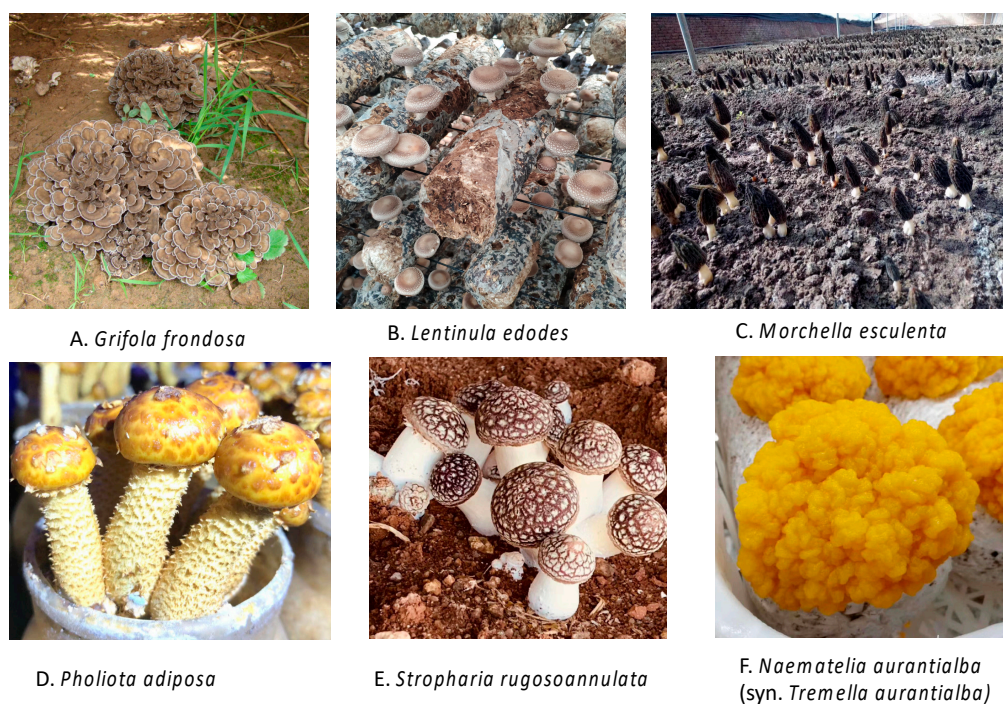 A. Grifola frondosa
B. Lentinula edodes
C. Morchella esculenta
D. Pholiota adiposa
E. Stropharia rugosoannulata
F. Naematelia aurantialba
(syn. Tremella aurantialba)